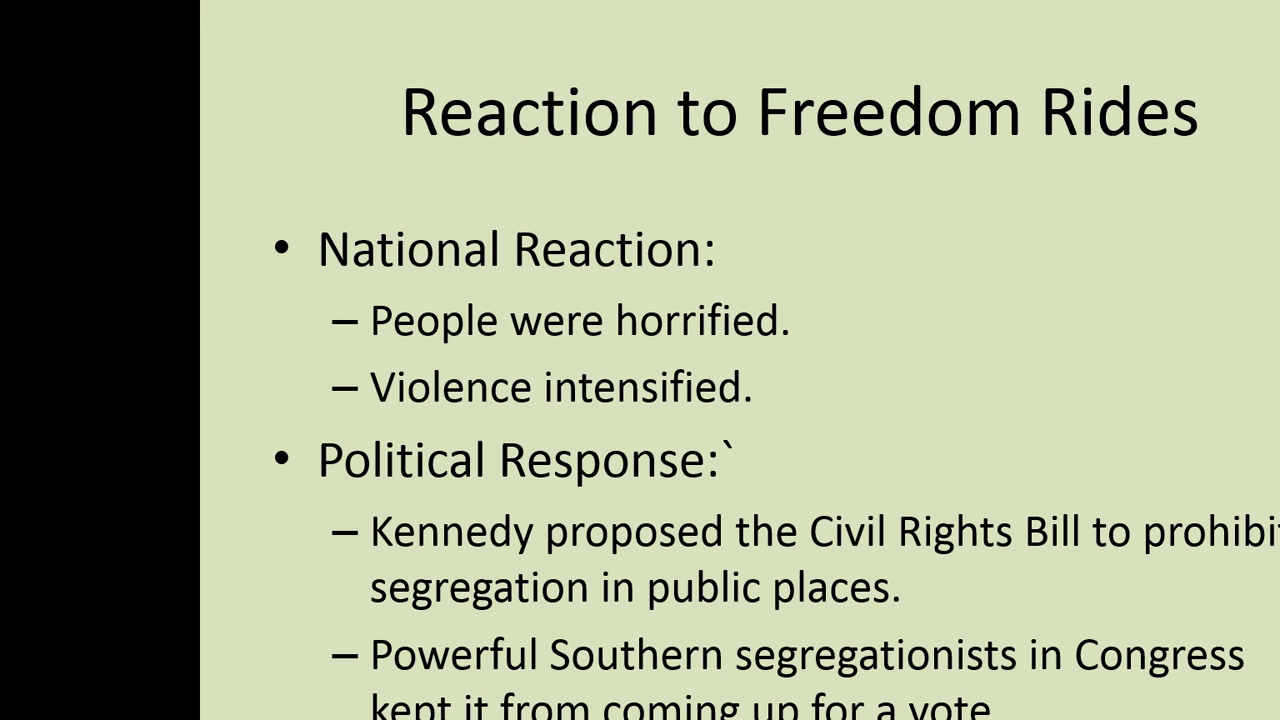 Reaction to Freedom Rides
• National Reaction:
– People were horrified.
– Violence intensified.
• Political Response:`
– Kennedy proposed the Civil Rights Bill to prohibit
segregation in public places.
– Powerful Southern segregationists in Congress
kept it from coming up for a vote